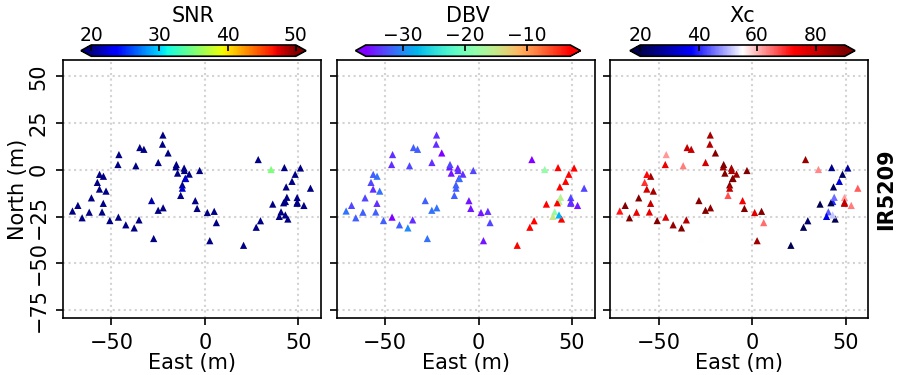 SNR DBV Xc
20 30 40 50 −30 −20 −10 20 40 60 80
50
25
0
−25
−50
−75
North (m)
IR5209
−50 0 50 −50 0 50 −50 0 50
East (m) East (m) East (m)